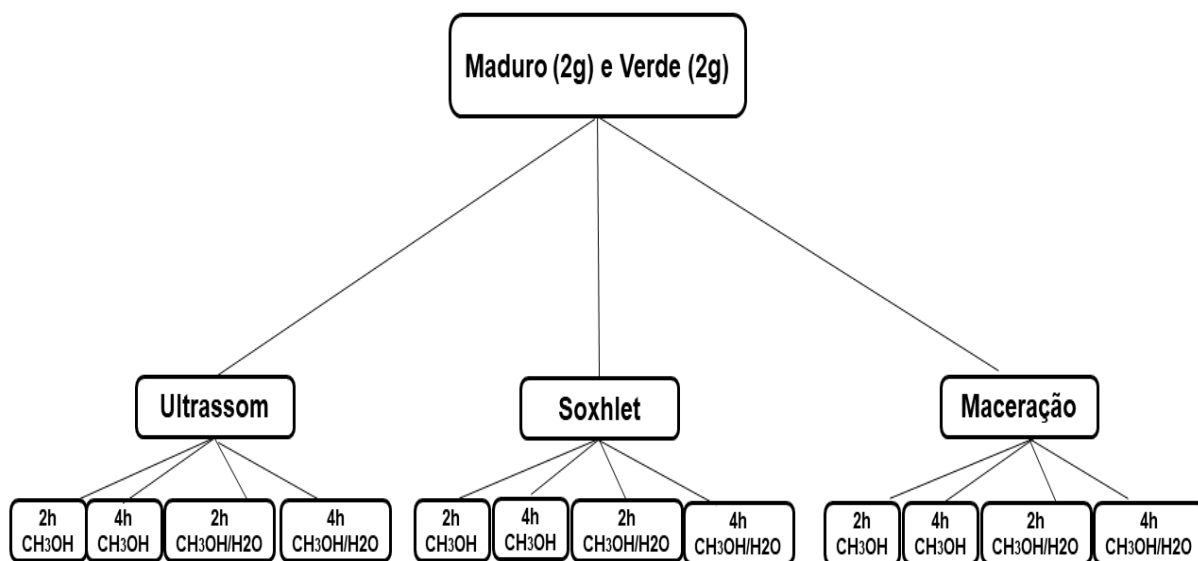 Maduro (2g) e Verde (2g)
Ultrassom
Soxhlet
Maceração
2h
CH3OH
4h
CH3OH
2h
CH3OH/H2O
4h
CH3OH/H2O
2h
CH3OH
4h
CH3OH
2h
CH3OH/H2O
4h
CH3OH/H2O
2h
CH3OH
4h
CH3OH
2h
CH3OH/H2O
4h
CH3OH/H2O